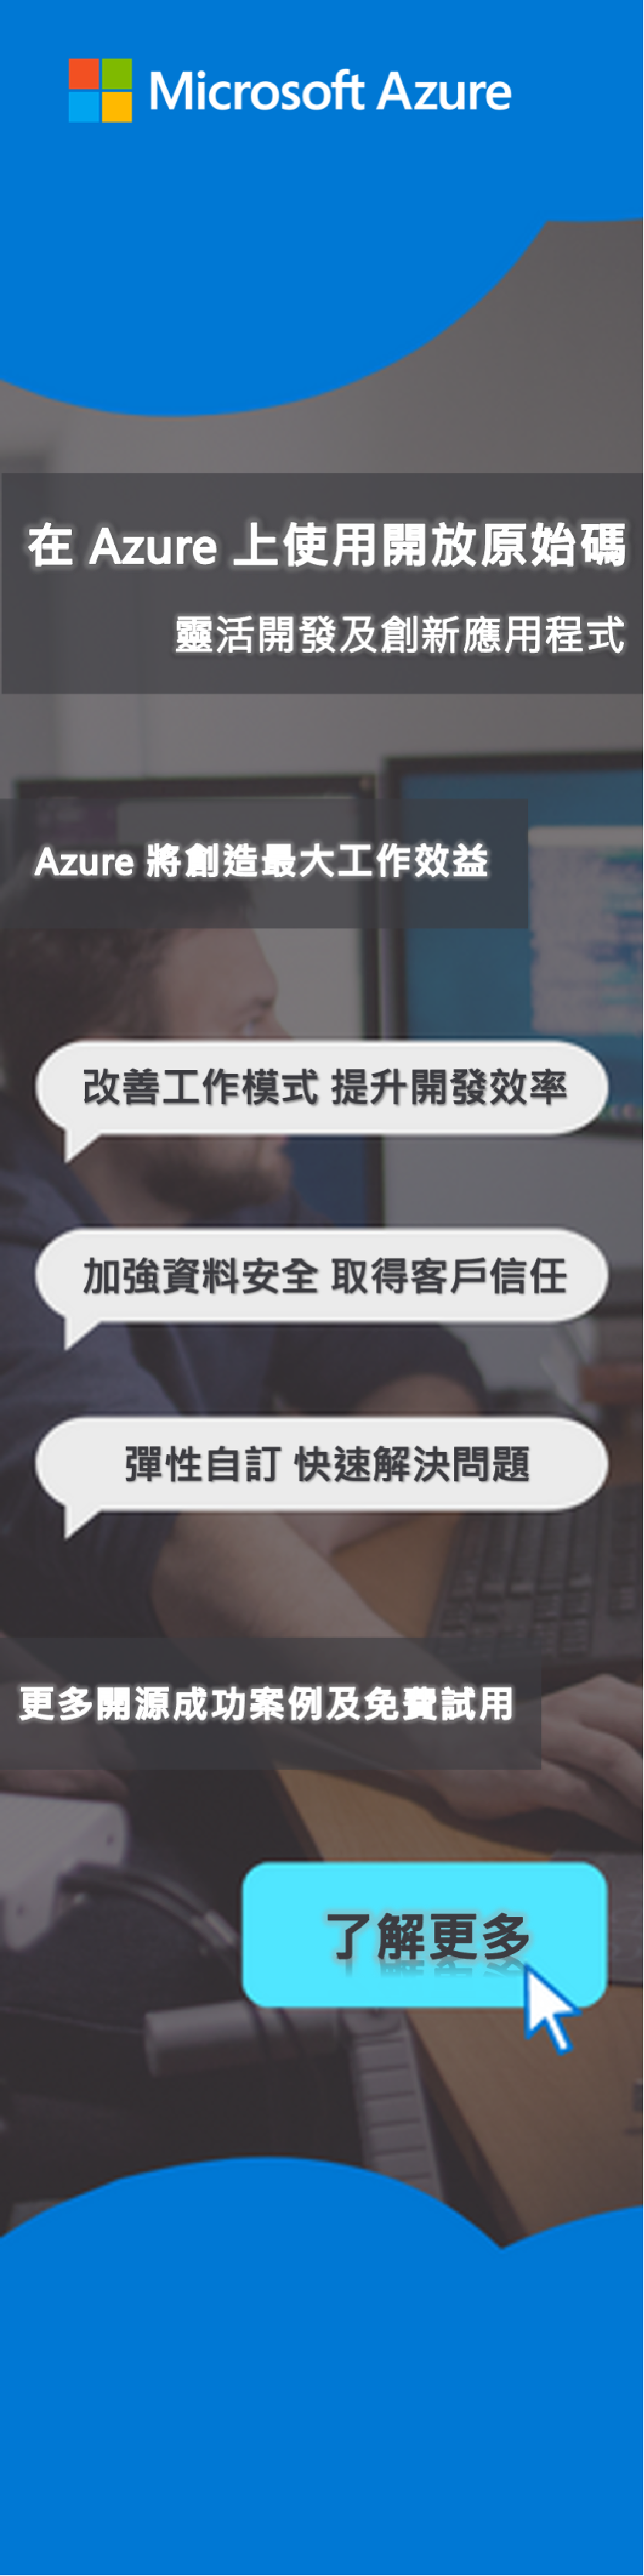 Microsoft Azure
在 Azure 上使用開放原始碼
靈活開發及創新應用程式
Azure 將創造最大工作效益
改善工作模式 提升開發效率
加強資料安全 取得客戶信任
彈性自訂 快速解決問題
更多開源成功案例及免費試用
了解更多